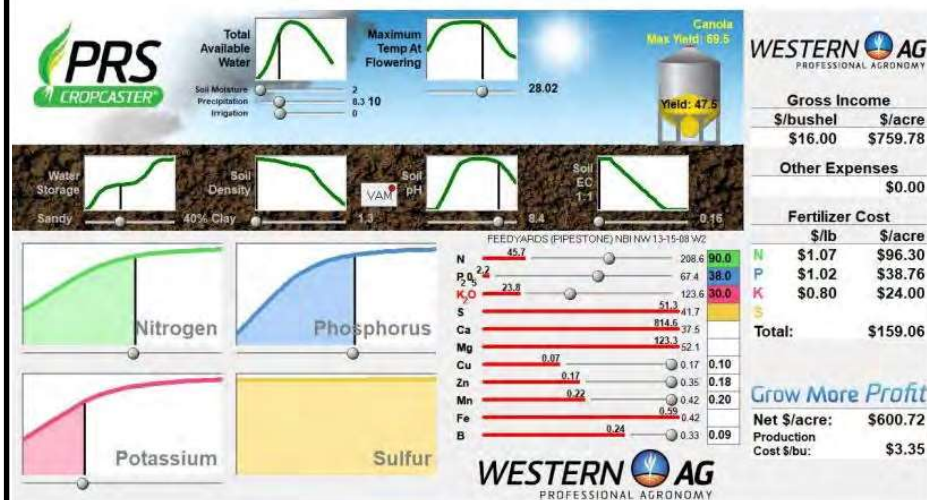 PRS
CROPCASTER®
Total
Available
Water
Soil Moisture 2
Precipitation 8.3 10
Irrigation 0
Maximum
Temp At
Flowering
28.02
Canola
Max Yield: 69.5
Yield: 47.5
WESTERN AG
PROFESSIONAL AGRONOMY
Gross Income
$/bushel $/acre
$16.00 $759.78
Other Expenses
$0.00
Fertilizer Cost
$/lb $/acre
N $1.07 $96.30
P $1.02 $38.76
K $0.80 $24.00
S
Total: $159.06
Grow More Profit
Net $/acre: $600.72
Production
Cost $/bu: $3.35
Water
Storage
Sandy 40% Clay
Soil
Density
1.3
VAM
Soil
pH
8.4
Soil
EC
1:1
0.16
Nitrogen
Phosphorus
Potassium
Sulfur
FEEDYARDS (PIPESTONE) NBI NW 13-15-08 W2
N 45.7 208.6 90.0
P2O5 2.2 67.4 38.0
K2O 23.8 123.6 30.0
S 51.3 41.7
Ca 814.6 37.5
Mg 123.3 52.1
Cu 0.07 0.17 0.10
Zn 0.17 0.35 0.18
Mn 0.22 0.42 0.20
Fe 0.59 0.42
B 0.24 0.33 0.09
WESTERN AG
PROFESSIONAL AGRONOMY